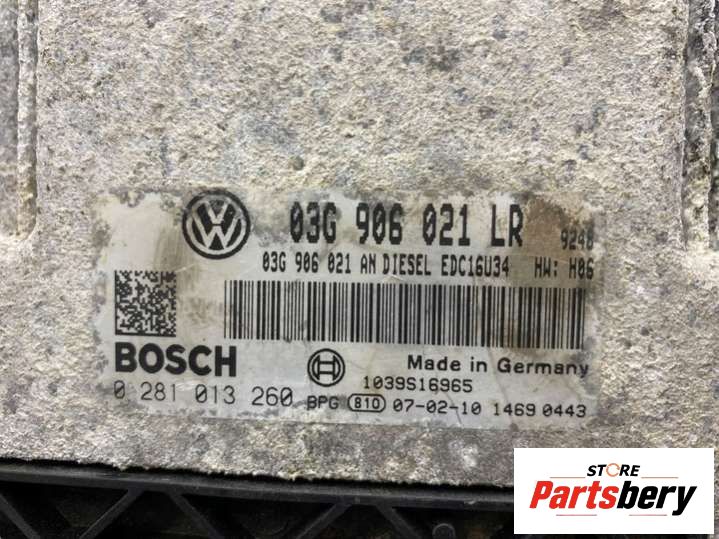 03G 906 021 LR 9248
03G 906 021 AN DIESEL EDC16U34 HW: H06
BOSCH
Made in Germany
1039S16965
0 281 013 260 BPG 810 07-02-10 1469 0443
STORE
Partsbery